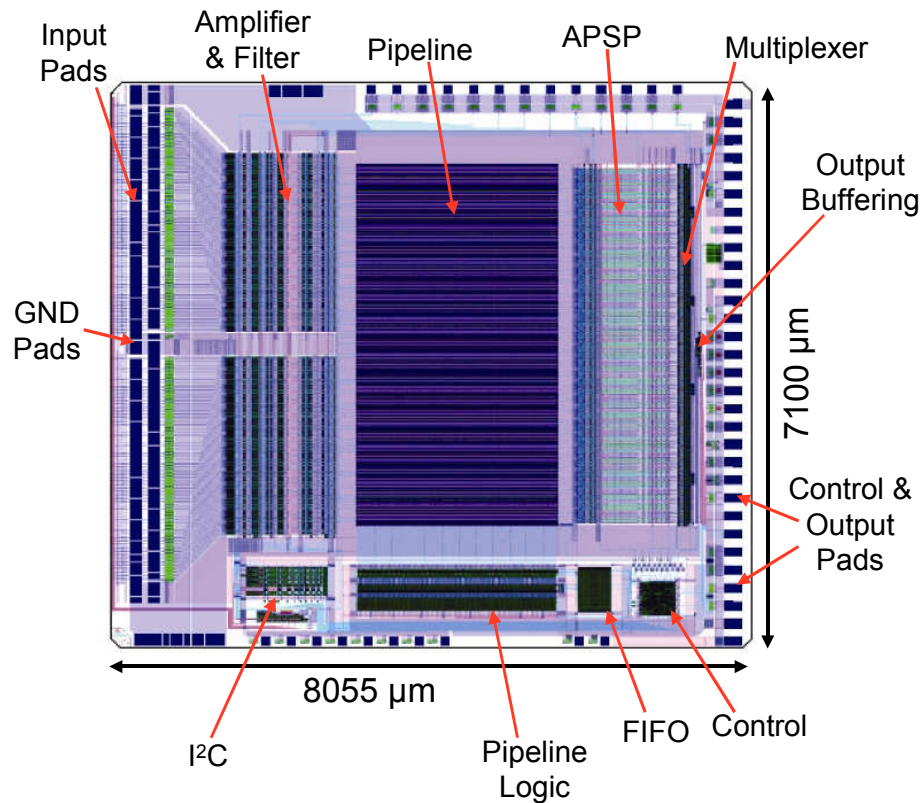 Input
Pads
Amplifier
& Filter
Pipeline
APSP
Multiplexer
Output
Buffering
GND
Pads
7100 µm
Control &
Output
Pads
8055 µm
I²C
Pipeline
Logic
FIFO
Control